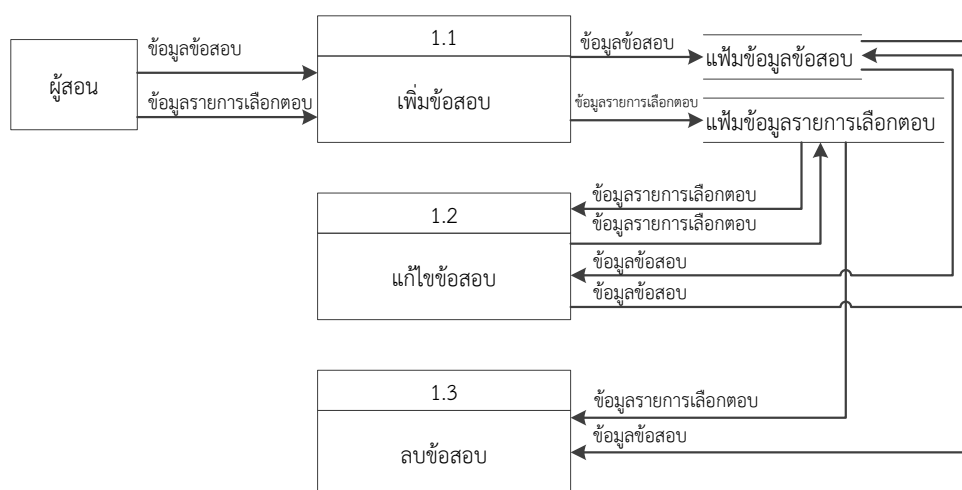 ผู้สอน
ข้อมูลข้อสอบ
ข้อมูลรายการเลือกตอบ
1.1
เพิ่มข้อสอบ
ข้อมูลข้อสอบ
ข้อมูลรายการเลือกตอบ
แฟ้มข้อมูลข้อสอบ
แฟ้มข้อมูลรายการเลือกตอบ
1.2
แก้ไขข้อสอบ
ข้อมูลรายการเลือกตอบ
ข้อมูลรายการเลือกตอบ
ข้อมูลข้อสอบ
ข้อมูลข้อสอบ
1.3
ลบข้อสอบ
ข้อมูลรายการเลือกตอบ
ข้อมูลข้อสอบ